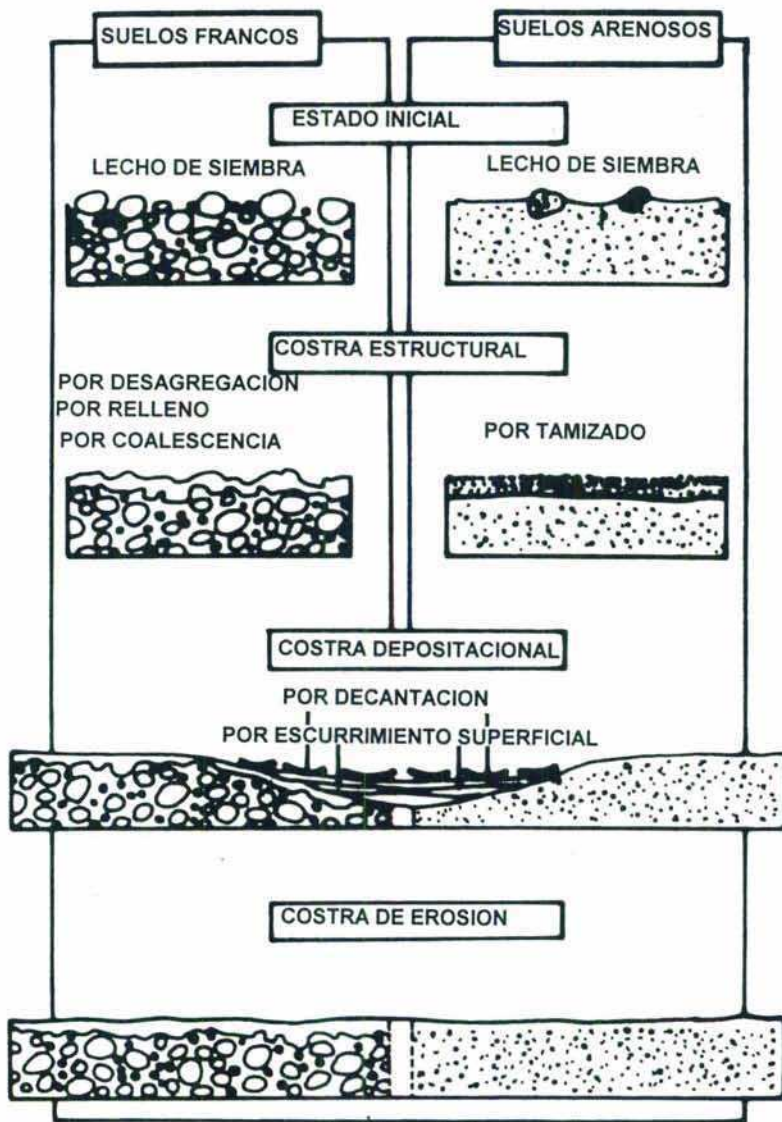 SUELOS FRANCOS
SUELOS ARENOSOS
ESTADO INICIAL
LECHO DE SIEMBRA
LECHO DE SIEMBRA
COSTRA ESTRUCTURAL
POR DESAGREGACION
POR RELLENO
POR COALESCENCIA
POR TAMIZADO
COSTRA DEPOSITACIONAL
POR DECANTACION
POR ESCURRIMIENTO SUPERFICIAL
COSTRA DE EROSION